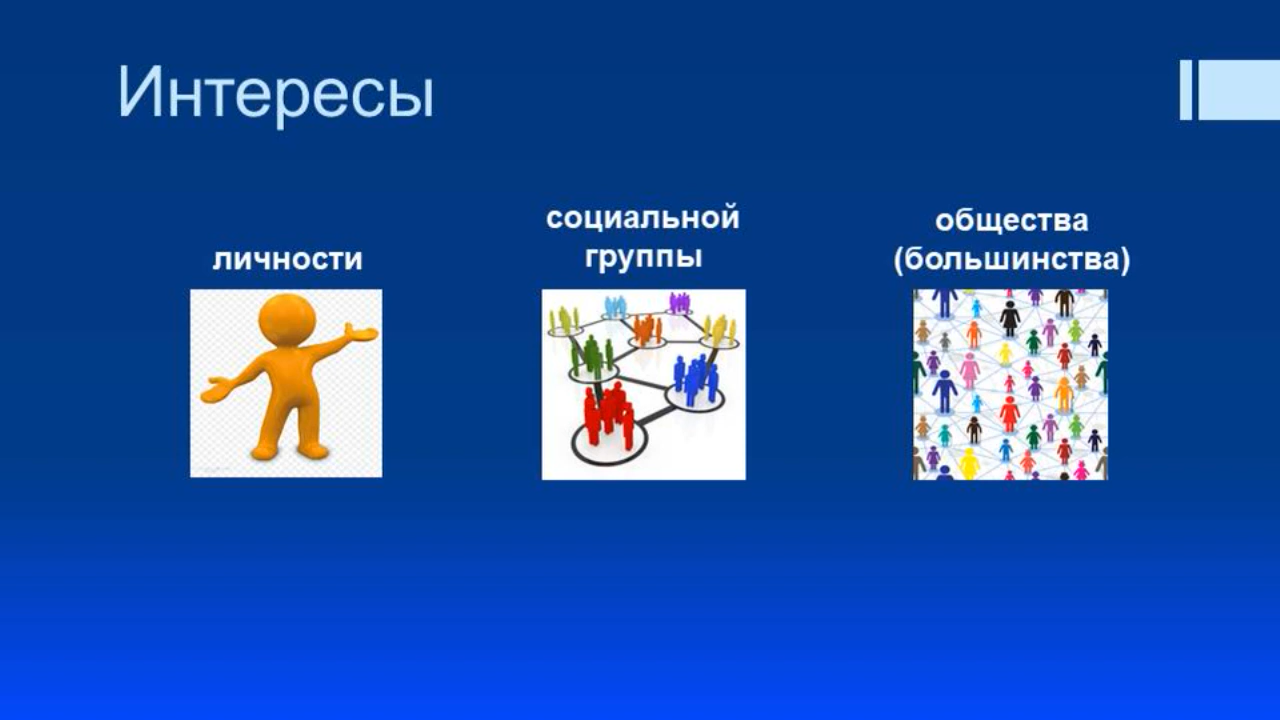 Интересы
личности
социальной
группы
общества
(большинства)